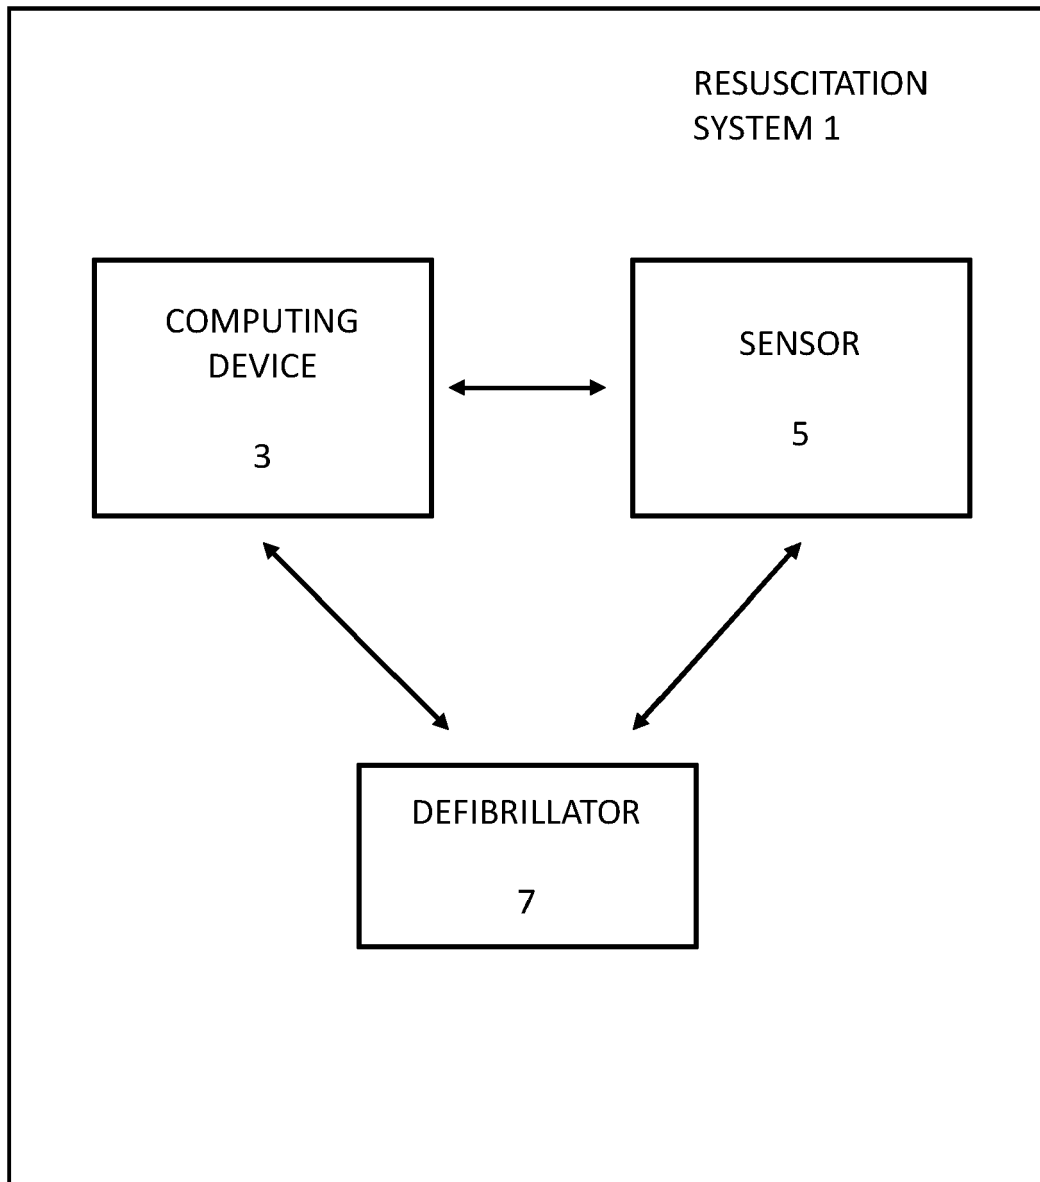 RESUSCITATION
SYSTEM 1
COMPUTING
DEVICE
3
SENSOR
5
DEFIBRILLATOR
7